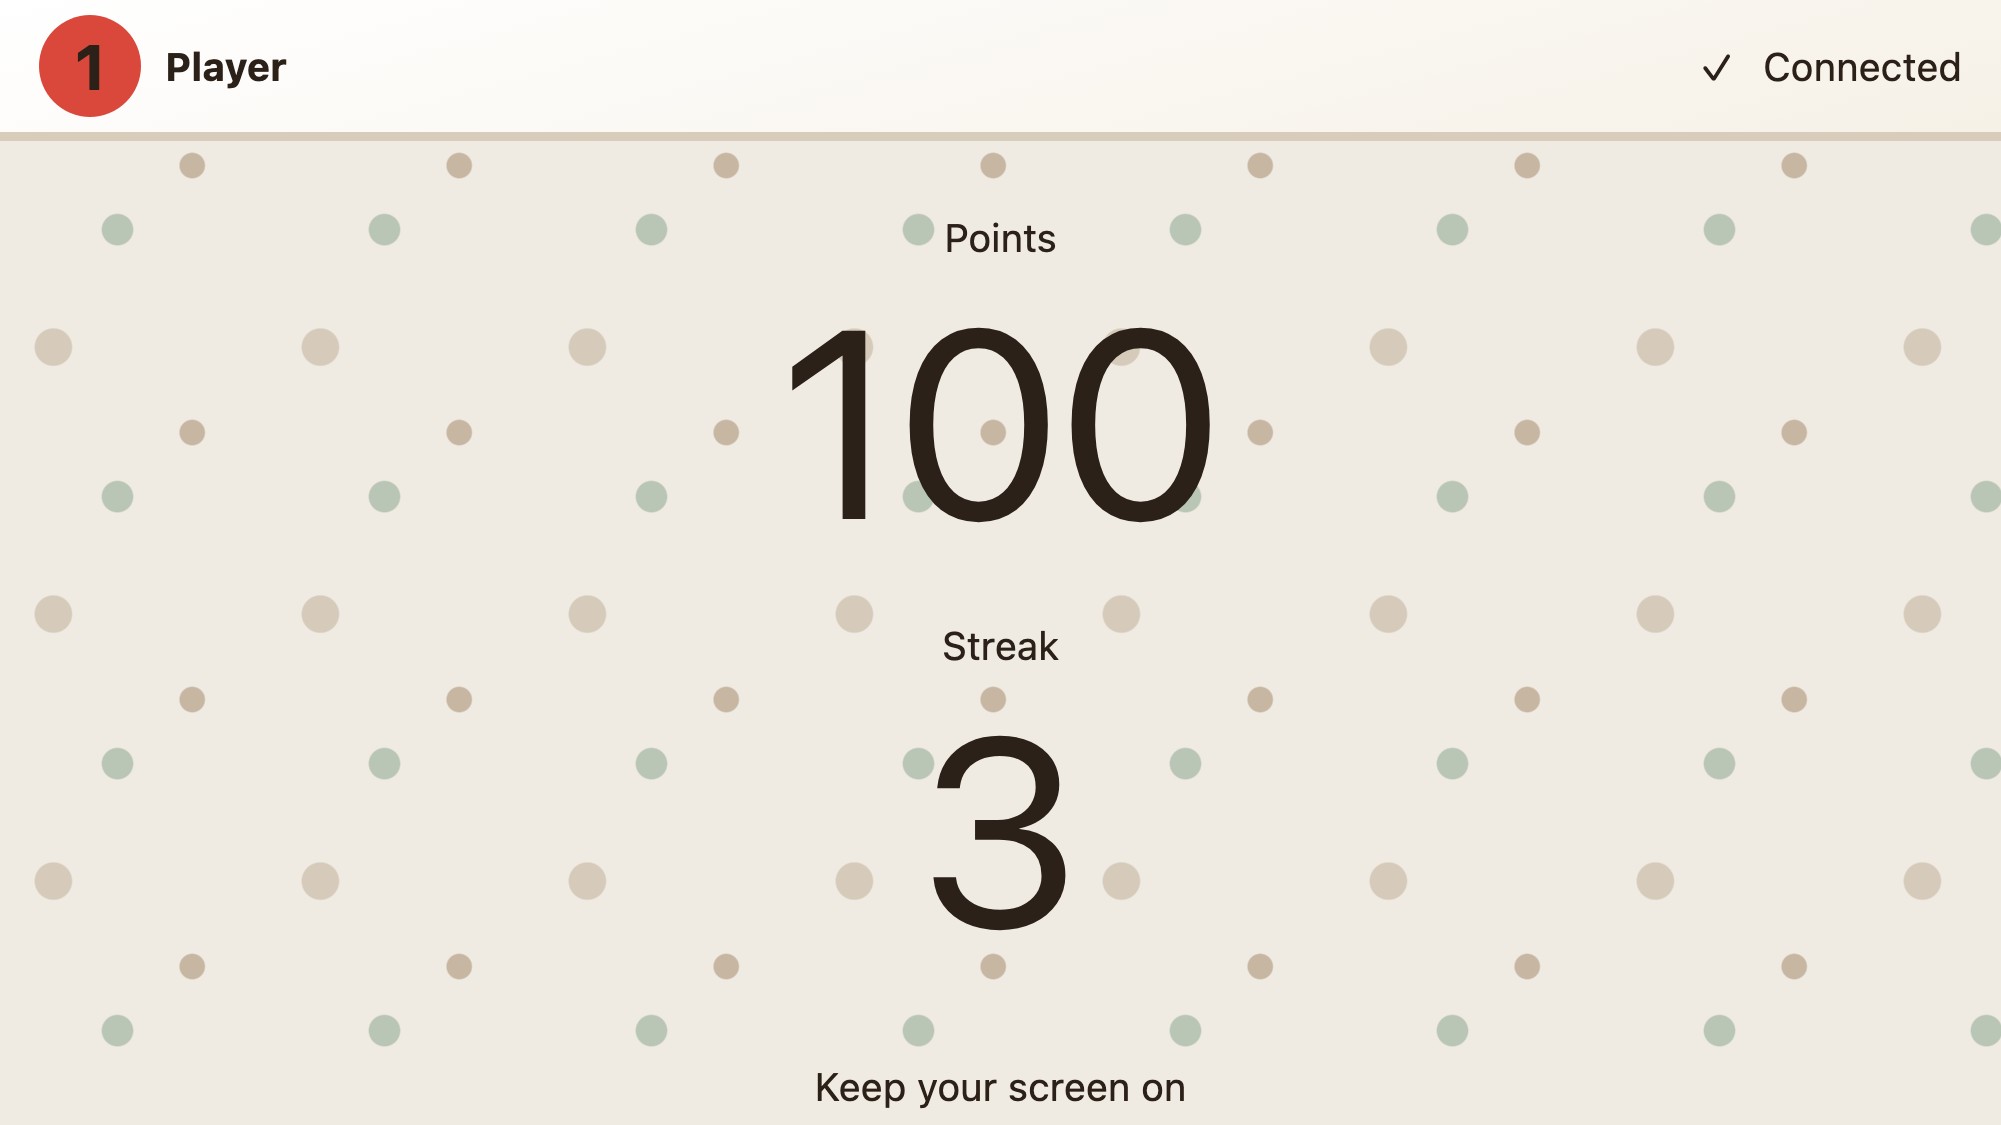 1 Player
✓ Connected
Points
100
Streak
3
Keep your screen on